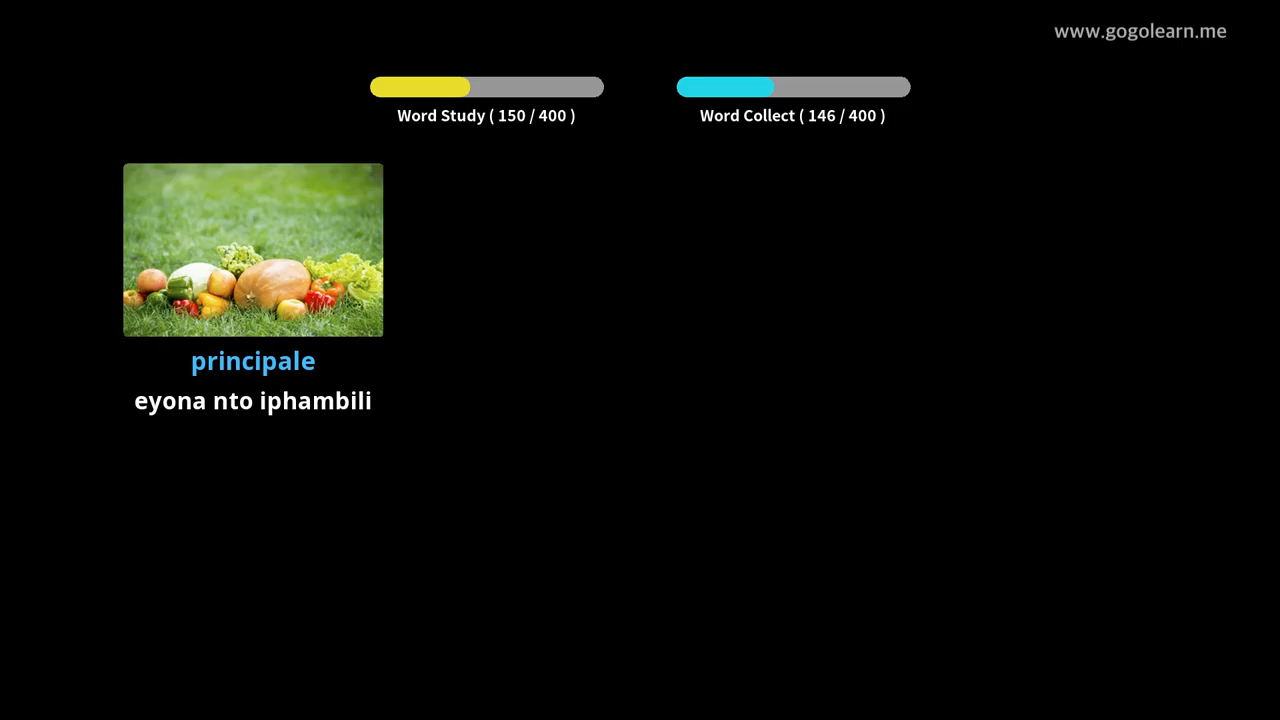 www.gogolearn.me
Word Study ( 150 / 400 )
Word Collect ( 146 / 400 )
principale
eyona nto iphambili